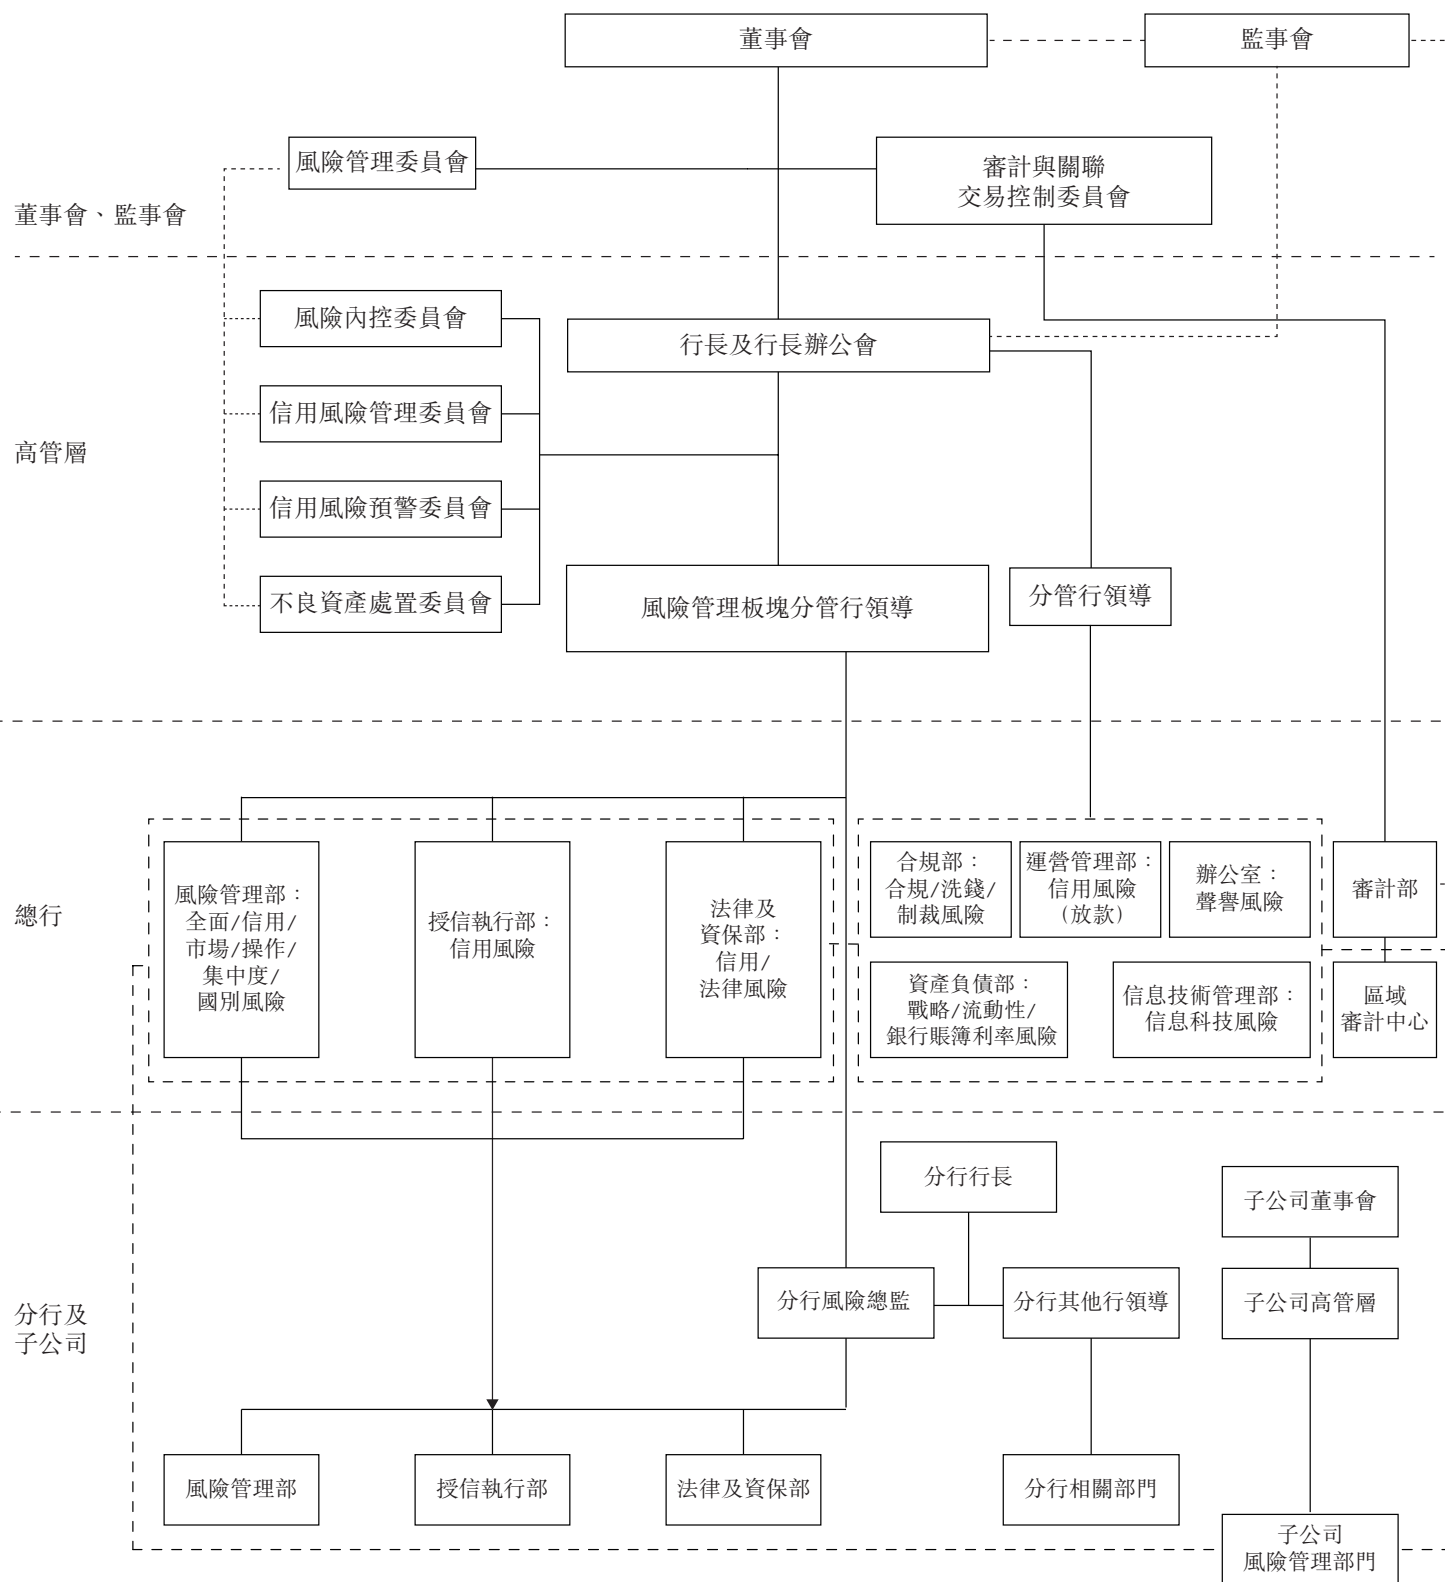 董事會
監事會
風險管理委員會
審計與關聯
交易控制委員會
董事會、監事會
風險內控委員會
行長及行長辦公會
信用風險管理委員會
高管層
信用風險預警委員會
不良資產處置委員會
風險管理板塊分管行領導
分管行領導
總行
風險管理部：
全面/信用/
市場/操作/
集中度/
國別風險
授信執行部：
信用風險
法律及
資保部：
信用/
法律風險
合規部：
合規/洗錢/
制裁風險
運營管理部：
信用風險
（放款）
辦公室：
聲譽風險
審計部
資產負債部：
戰略/流動性/
銀行賬簿利率風險
信息技術管理部：
信息科技風險
區域
審計中心
分行行長
子公司董事會
分行及
子公司
分行風險總監
分行其他行領導
子公司高管層
風險管理部
授信執行部
法律及資保部
分行相關部門
子公司
風險管理部門